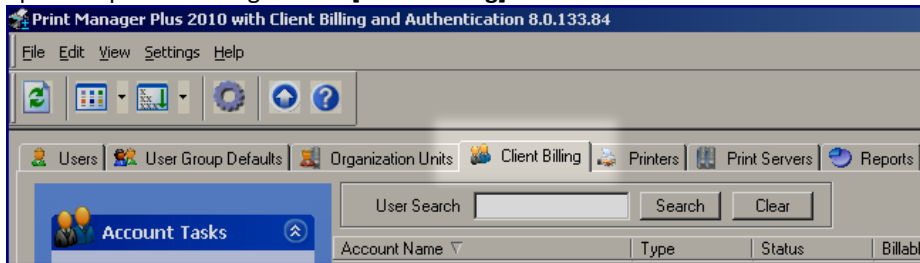 Print Manager Plus 2010 with Client Billing and Authentication 8.0.133.84
File Edit View Settings Help
Users User Group Defaults Organization Units Client Billing Printers Print Servers Reports
User Search Search Clear
Account Tasks
Account Name Type Status Billabl